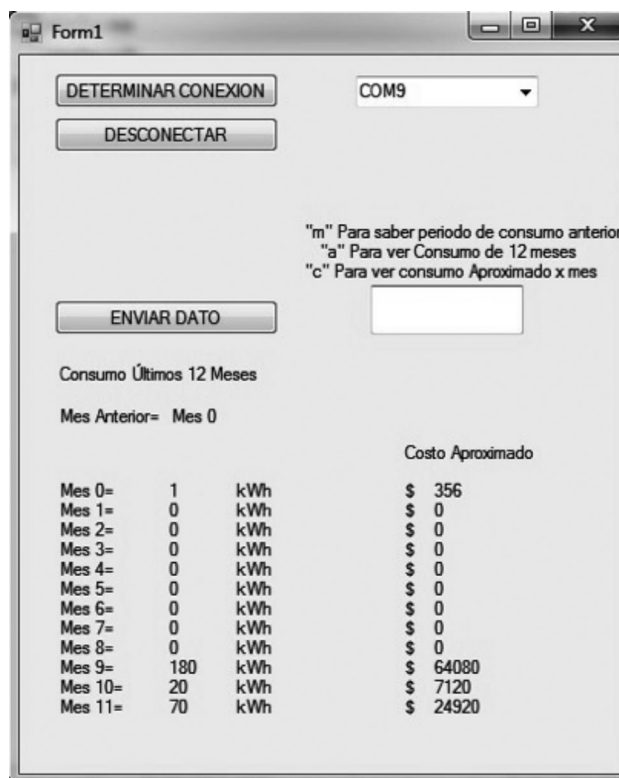 Form1
DETERMINAR CONEXION COM9
DESCONECTAR
"m" Para saber periodo de consumo anterior
"a" Para ver Consumo de 12 meses
"c" Para ver consumo Aproximado x mes
ENVIAR DATO
Consumo Últimos 12 Meses
Mes Anterior= Mes 0
Costo Aproximado
Mes 0= 1 kWh $ 356
Mes 1= 0 kWh $ 0
Mes 2= 0 kWh $ 0
Mes 3= 0 kWh $ 0
Mes 4= 0 kWh $ 0
Mes 5= 0 kWh $ 0
Mes 6= 0 kWh $ 0
Mes 7= 0 kWh $ 0
Mes 8= 0 kWh $ 0
Mes 9= 180 kWh $ 64080
Mes 10= 20 kWh $ 7120
Mes 11= 70 kWh $ 24920